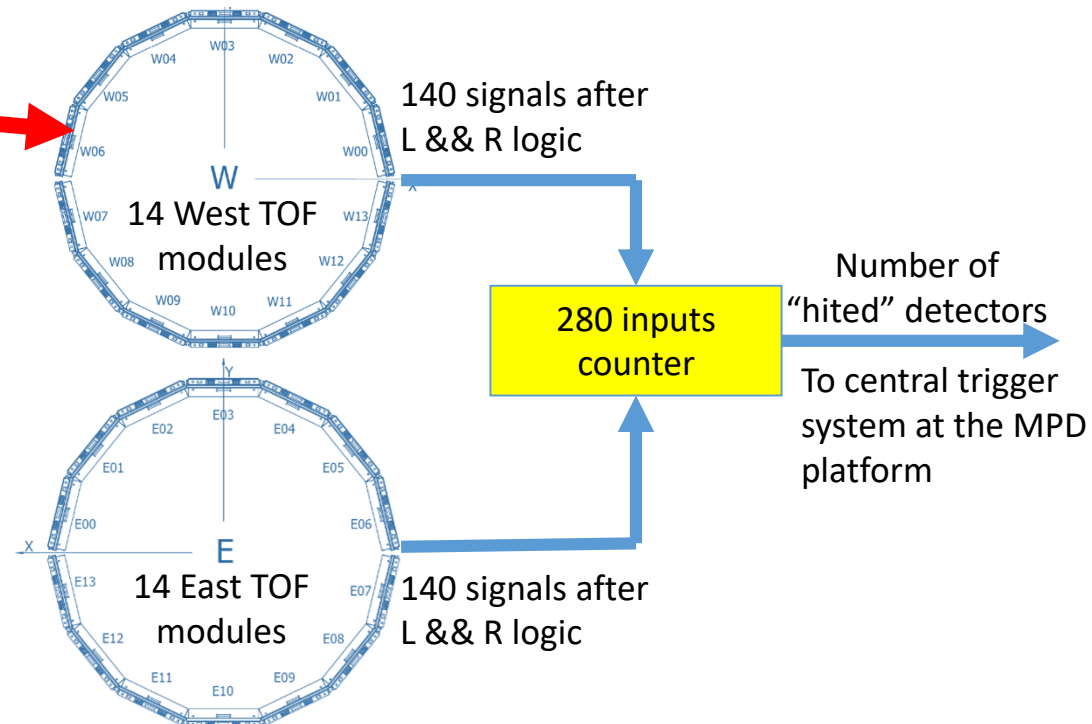 W03
W04
W02
W05
W01
W06
W00
W
X
14 West TOF
modules
W07
W13
W08
W12
W09
W11
W10
140 signals after
L && R logic
280 inputs
counter
Number of
“hited” detectors
To central trigger
system at the MPD
platform
Y
E03
E02
E04
E01
E05
E00
E06
X
E
14 East TOF
modules
E13
E07
E12
E08
E11
E09
E10
140 signals after
L && R logic